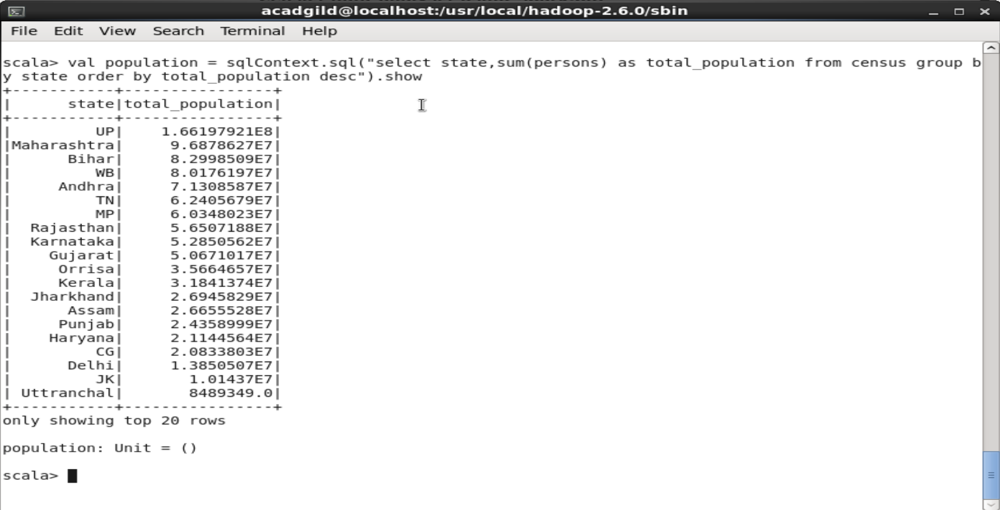 acadgild@localhost:/usr/local/hadoop-2.6.0/sbin
File Edit View Search Terminal Help
scala> val population = sqlContext.sql("select state,sum(persons) as total_population from census group b
y state order by total_population desc").show
+-----------+----------------+
|      state|total_population|
+-----------+----------------+
|         UP|    1.66197921E8|
|Maharashtra|     9.6878627E7|
|      Bihar|     8.2998509E7|
|         WB|     8.0176197E7|
|     Andhra|     7.1308587E7|
|         TN|     6.2405679E7|
|         MP|     6.0348023E7|
|  Rajasthan|     5.6507188E7|
|  Karnataka|     5.2850562E7|
|    Gujarat|     5.0671017E7|
|     Orrisa|     3.5664657E7|
|     Kerala|     3.1841374E7|
|  Jharkhand|     2.6945829E7|
|      Assam|     2.6655528E7|
|     Punjab|     2.4358999E7|
|    Haryana|     2.1144564E7|
|         CG|     2.0833803E7|
|      Delhi|     1.3850507E7|
|         JK|       1.01437E7|
| Uttranchal|       8489349.0|
+-----------+----------------+
only showing top 20 rows
population: Unit = ()
scala>